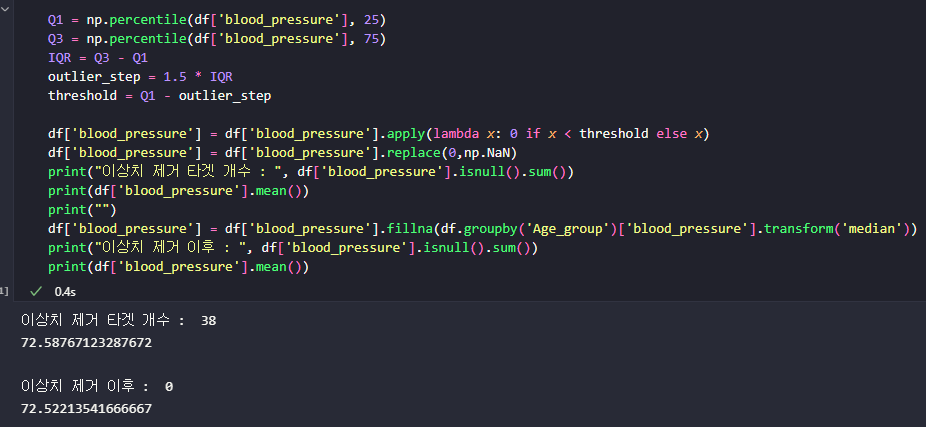 Q1 = np.percentile(df['blood_pressure'], 25)
Q3 = np.percentile(df['blood_pressure'], 75)
IQR = Q3 - Q1
outlier_step = 1.5 * IQR
threshold = Q1 - outlier_step
df['blood_pressure'] = df['blood_pressure'].apply(lambda x: 0 if x < threshold else x)
df['blood_pressure'] = df['blood_pressure'].replace(0,np.NaN)
print("이상치 제거 타겟 개수 : ", df['blood_pressure'].isnull().sum())
print(df['blood_pressure'].mean())
print("")
df['blood_pressure'] = df['blood_pressure'].fillna(df.groupby('Age_group')['blood_pressure'].transform('median'))
print("이상치 제거 이후 : ", df['blood_pressure'].isnull().sum())
print(df['blood_pressure'].mean())
1] ✓ 0.4s
이상치 제거 타겟 개수 :  38
72.58767123287672
이상치 제거 이후 :  0
72.52213541666667